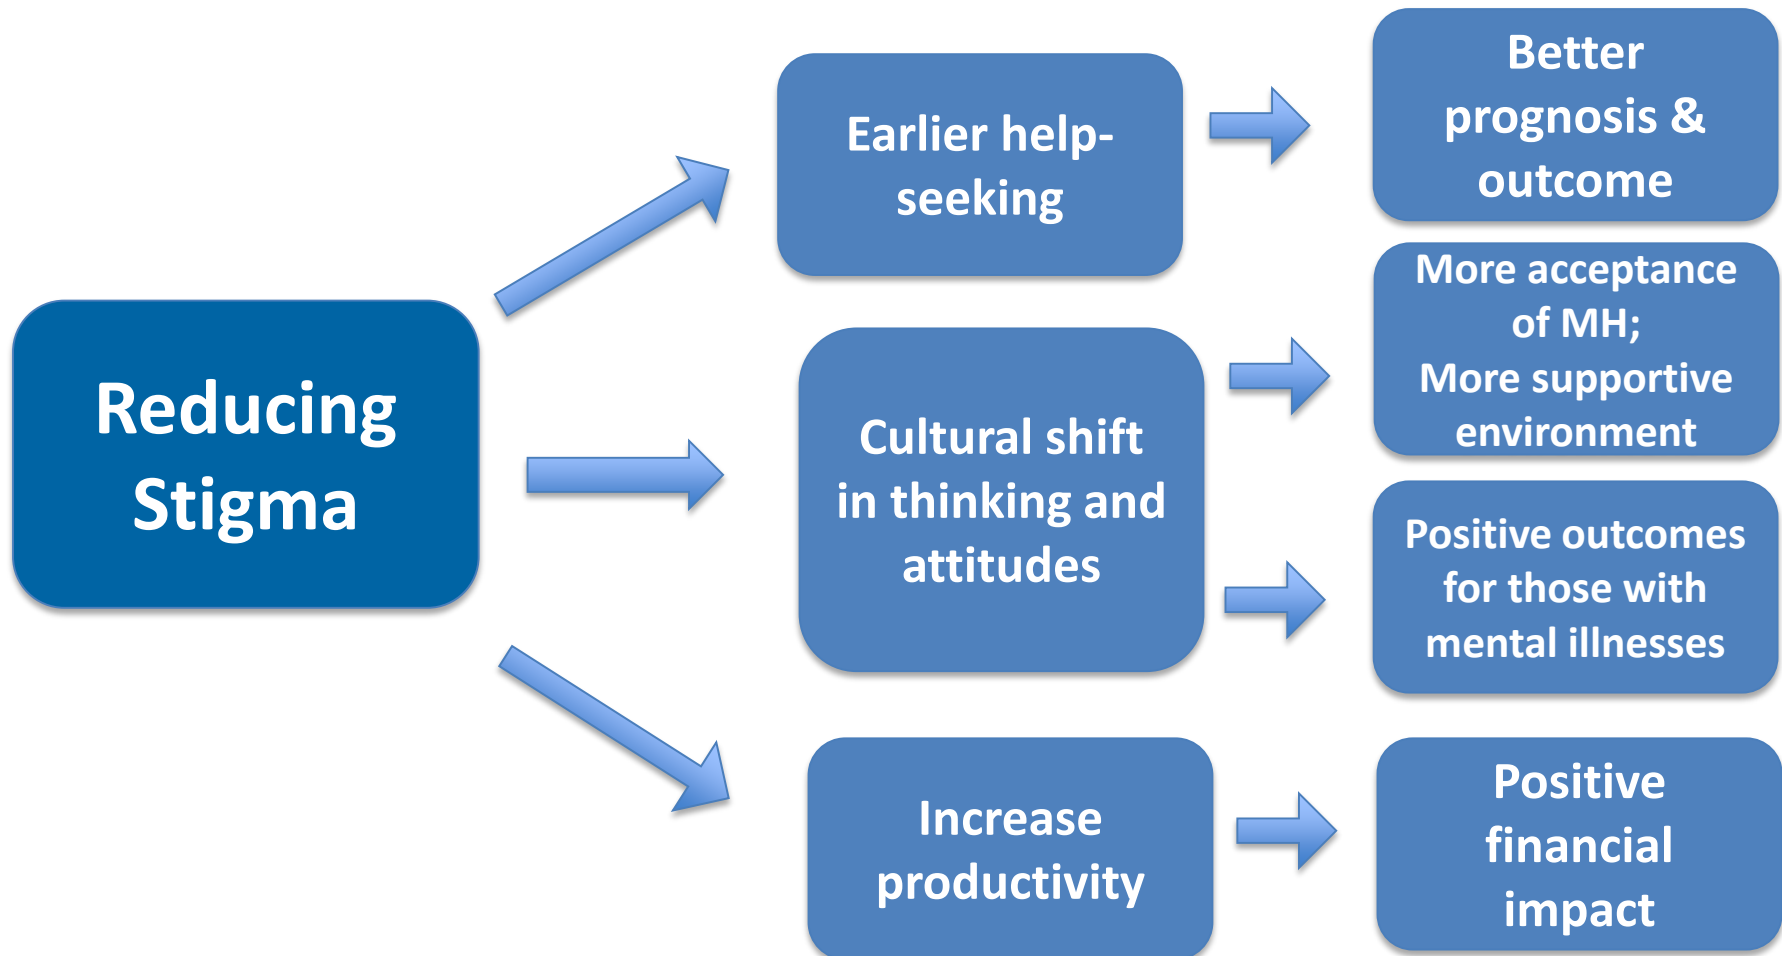 Reducing
Stigma
Earlier help-
seeking
Better
prognosis &
outcome
Cultural shift
in thinking and
attitudes
More acceptance
of MH;
More supportive
environment
Positive outcomes
for those with
mental illnesses
Increase
productivity
Positive
financial
impact